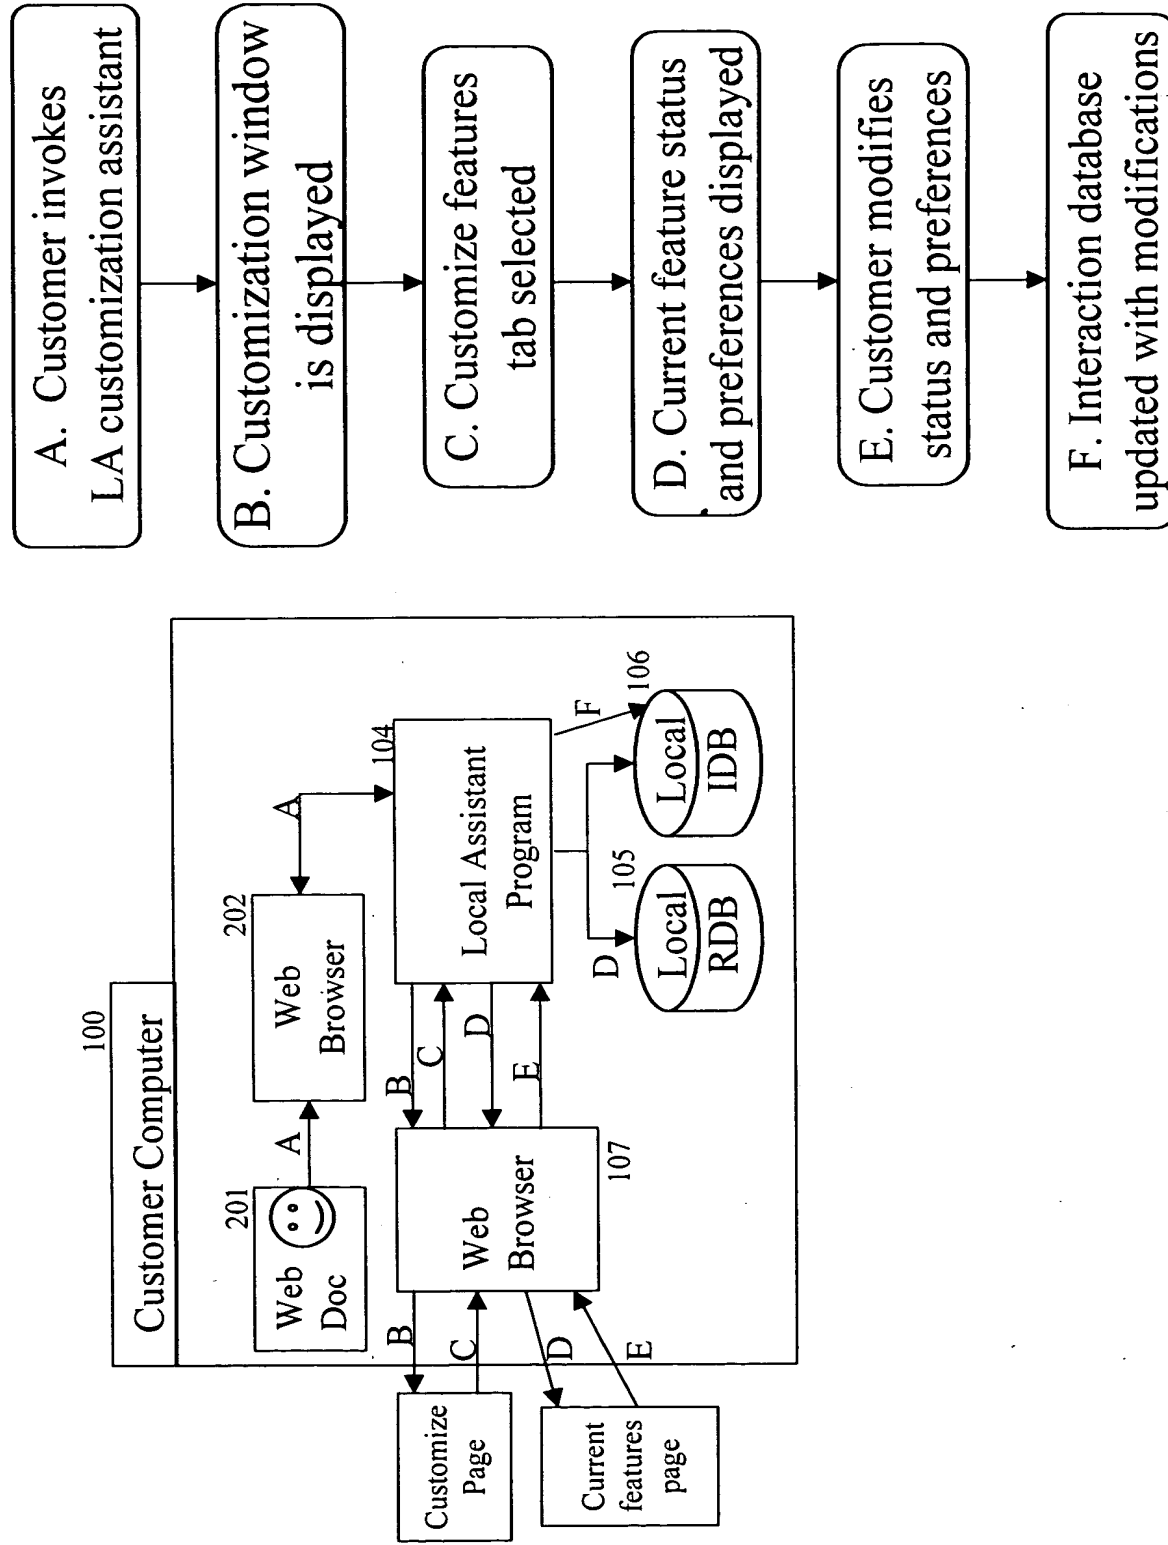 100
Customer Computer
201
Web
Doc
A
202
Web
Browser
A
104
Local Assistant
Program
B
C
D
E
Web
Browser
107
B
C
D
E
Customize
Page
Current
features
page
D
105
Local
RDB
F
106
Local
IDB
A. Customer invokes
LA customization assistant
B. Customization window
is displayed
C. Customize features
tab selected
D. Current feature status
and preferences displayed
E. Customer modifies
status and preferences
F. Interaction database
updated with modifications